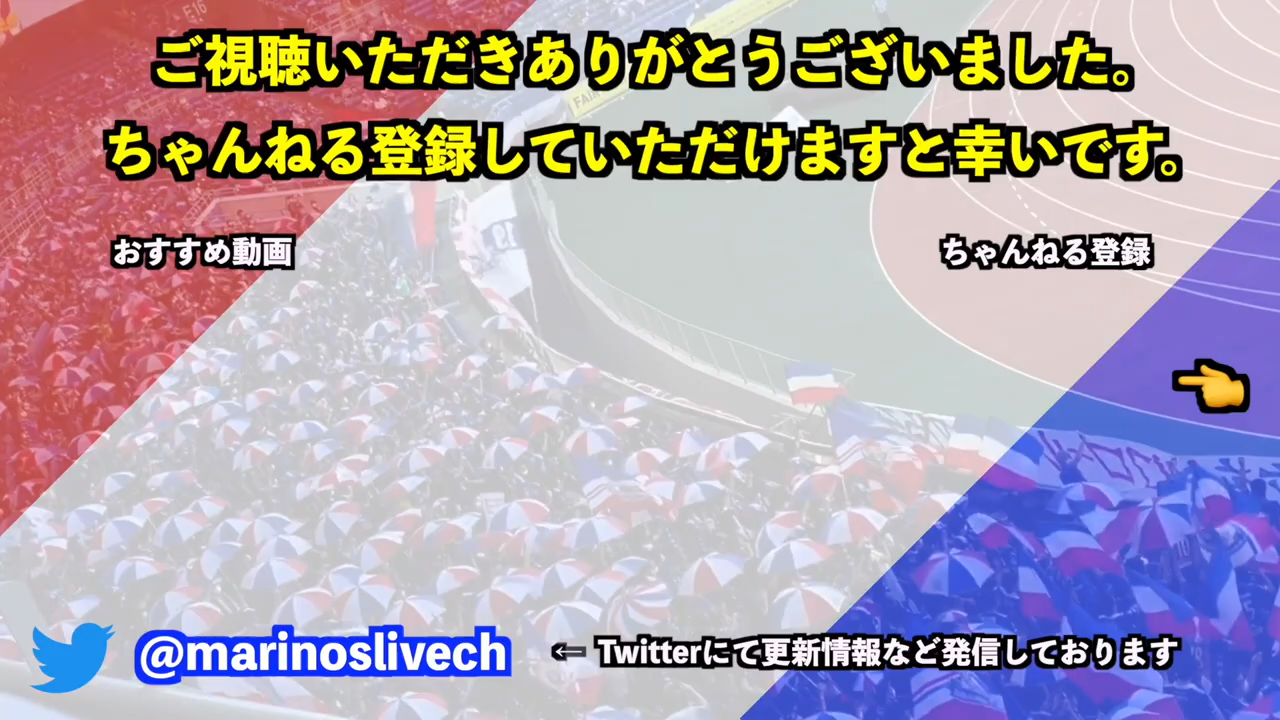 ご視聴いただきありがとうございました。
ちゃんねる登録していただけますと幸いです。
おすすめ動画
ちゃんねる登録
@marinoslivech
← Twitterにて更新情報など発信しております
E16